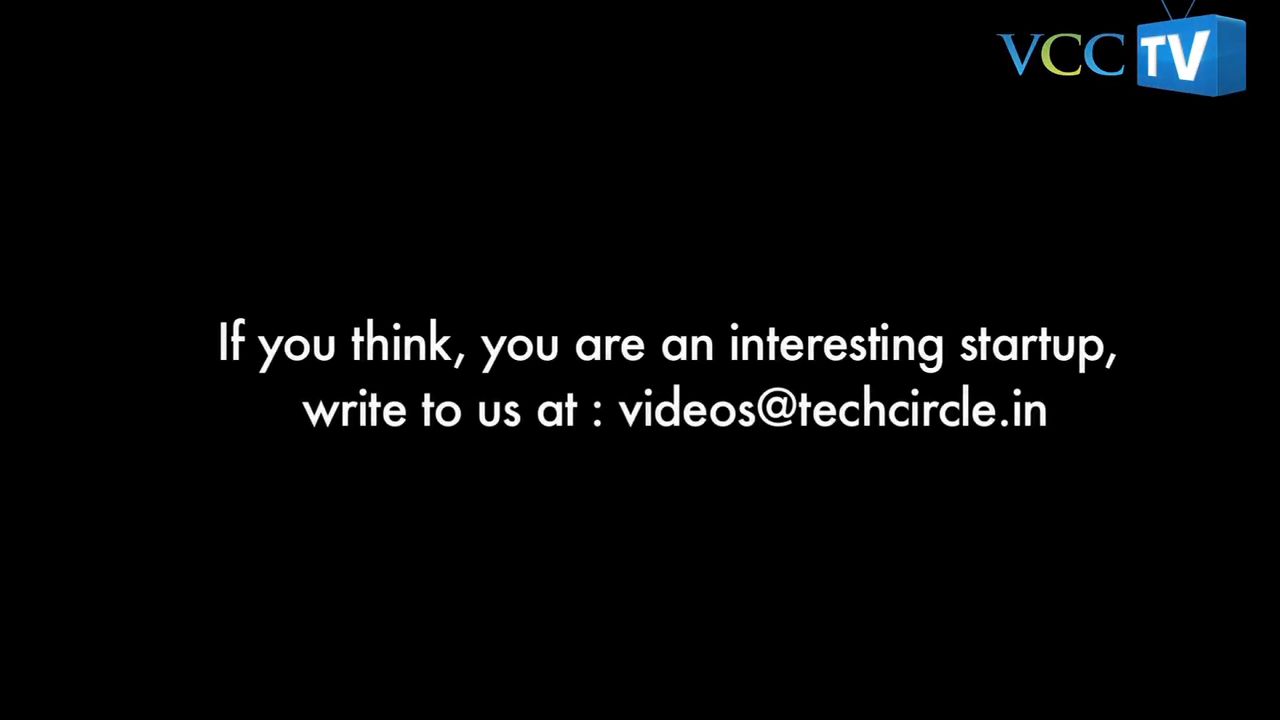 VCC TV
If you think, you are an interesting startup,
write to us at : videos@techcircle.in